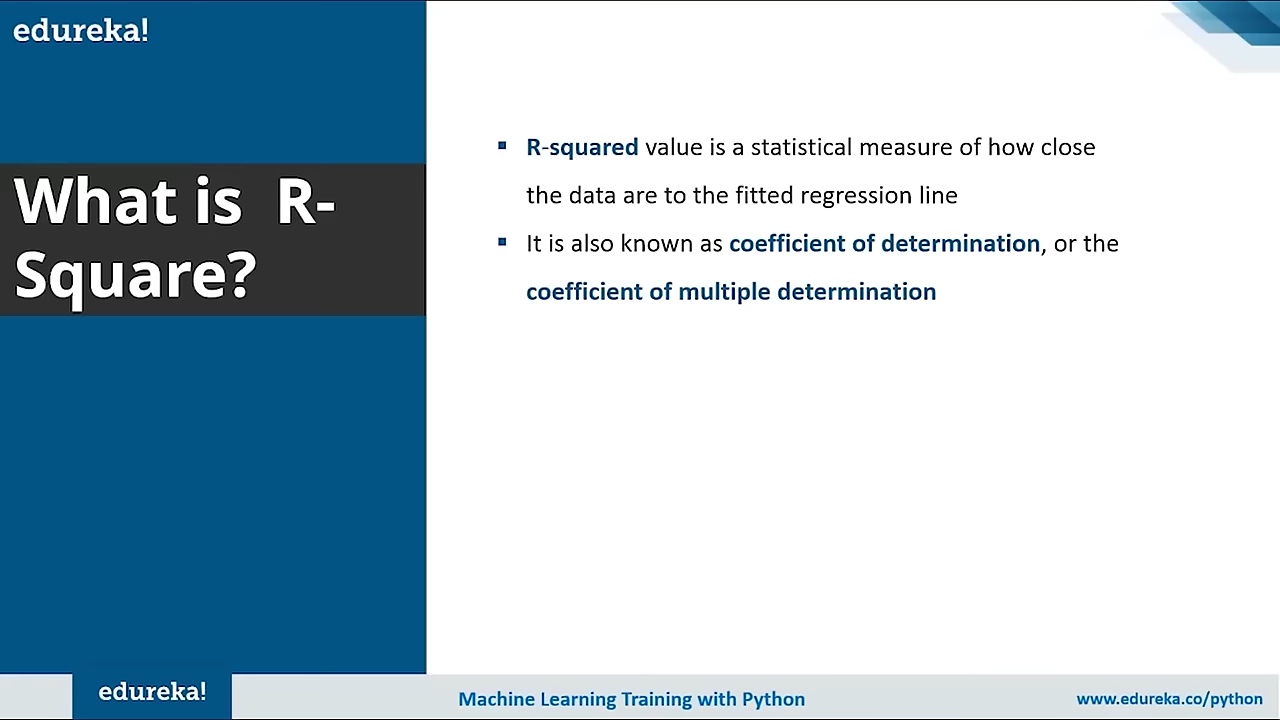 edureka!
What is R-
Square?
▪ R-squared value is a statistical measure of how close
the data are to the fitted regression line
▪ It is also known as coefficient of determination, or the
coefficient of multiple determination
edureka!
Machine Learning Training with Python
www.edureka.co/python